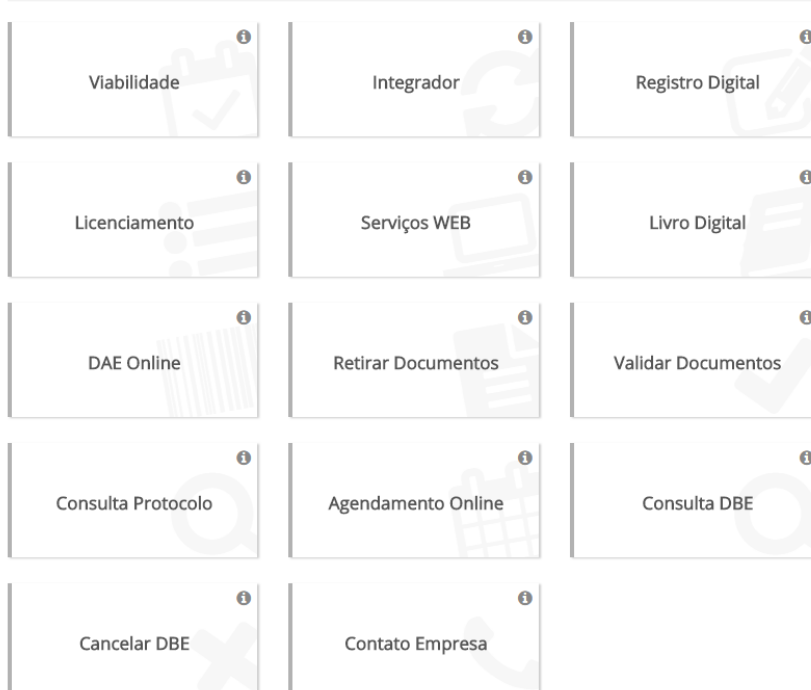 Viabilidade
Integrador
Registro Digital
Licenciamento
Serviços WEB
Livro Digital
DAE Online
Retirar Documentos
Validar Documentos
Consulta Protocolo
Agendamento Online
Consulta DBE
Cancelar DBE
Contato Empresa